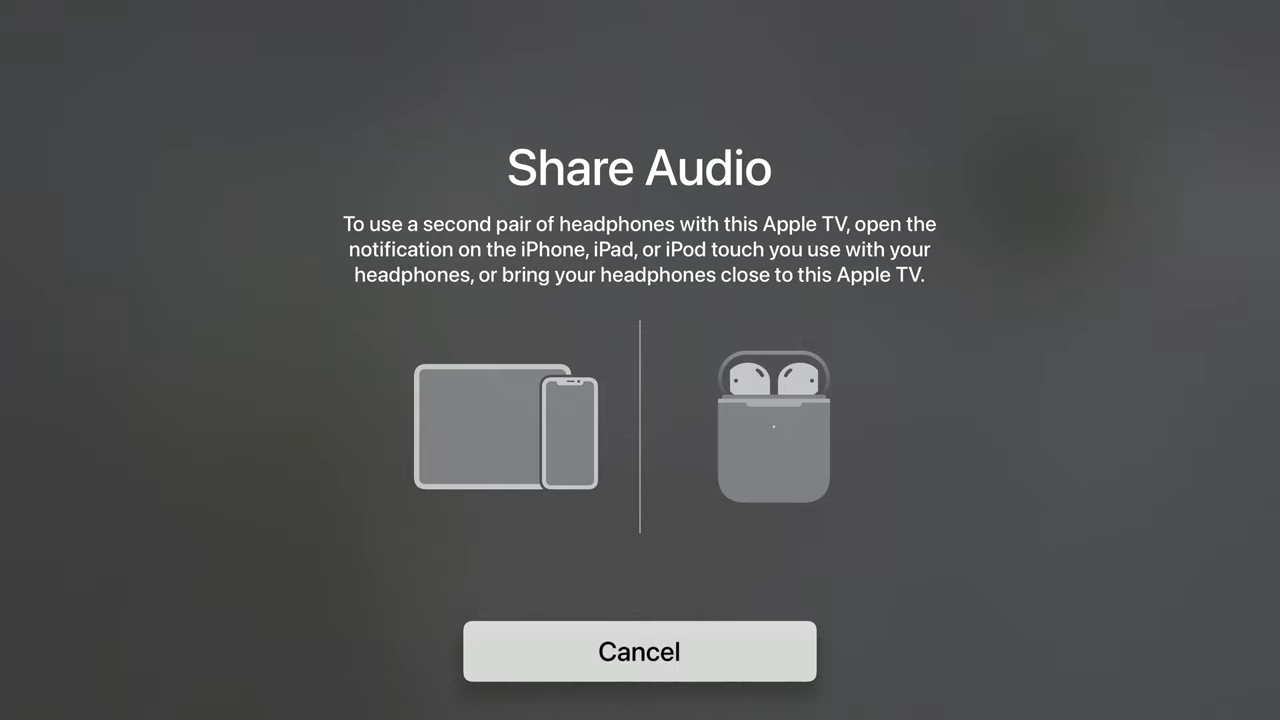 Share Audio
To use a second pair of headphones with this Apple TV, open the
notification on the iPhone, iPad, or iPod touch you use with your
headphones, or bring your headphones close to this Apple TV.
Cancel